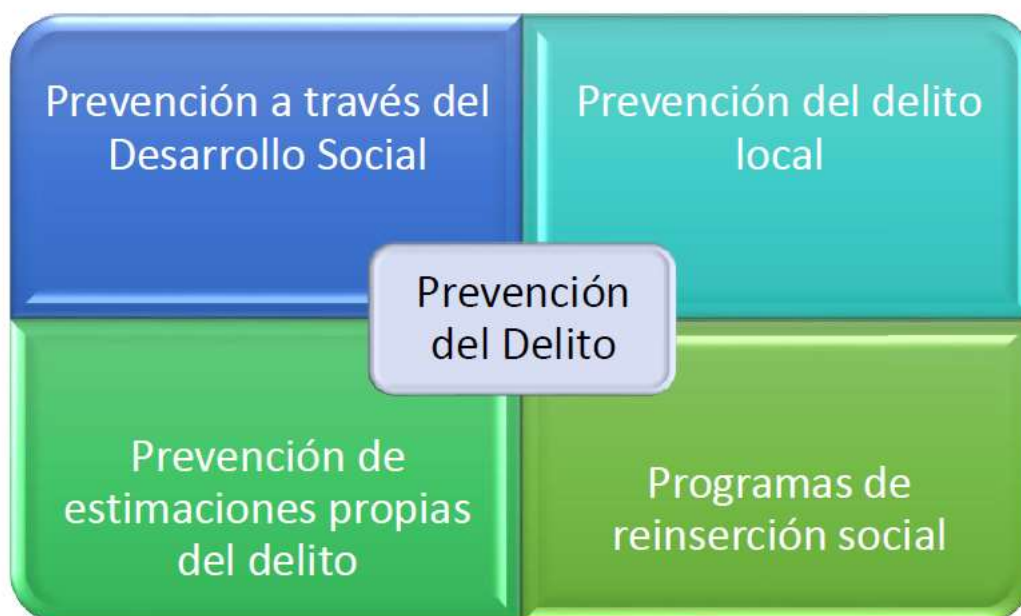 Prevención a través del
Desarrollo Social
Prevención del delito
local
Prevención
del Delito
Prevención de
estimaciones propias
del delito
Programas de
reinserción social